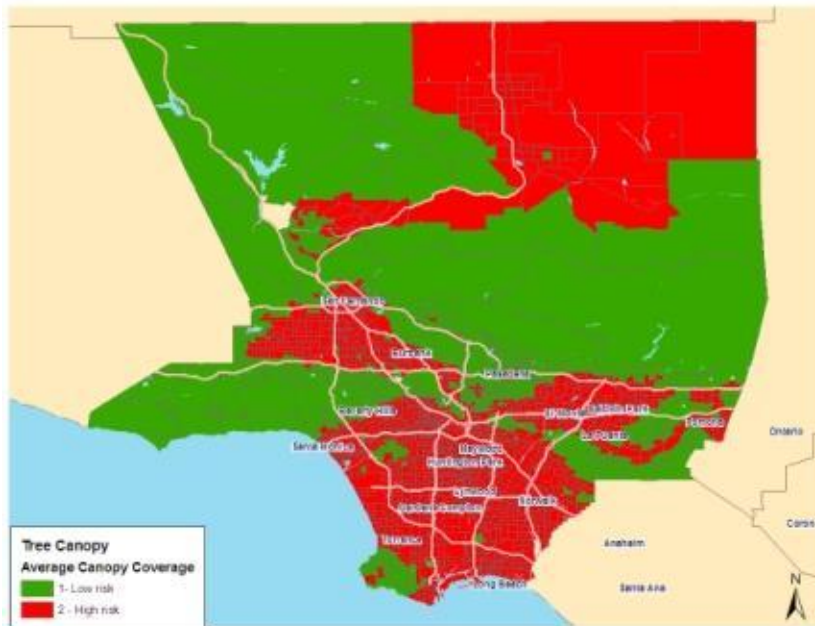 San Fernando
Burbank
Pasadena
Beverly Hills
El Monte
Baldwin Park
La Puente
Pomona
Ontario
Santa Monica
Maywood
Huntington Park
Lynwood
Norwalk
Gardena
Compton
Torrance
Long Beach
Anaheim
Santa Ana
Coron
Tree Canopy
Average Canopy Coverage
1- Low risk
2 - High risk
N